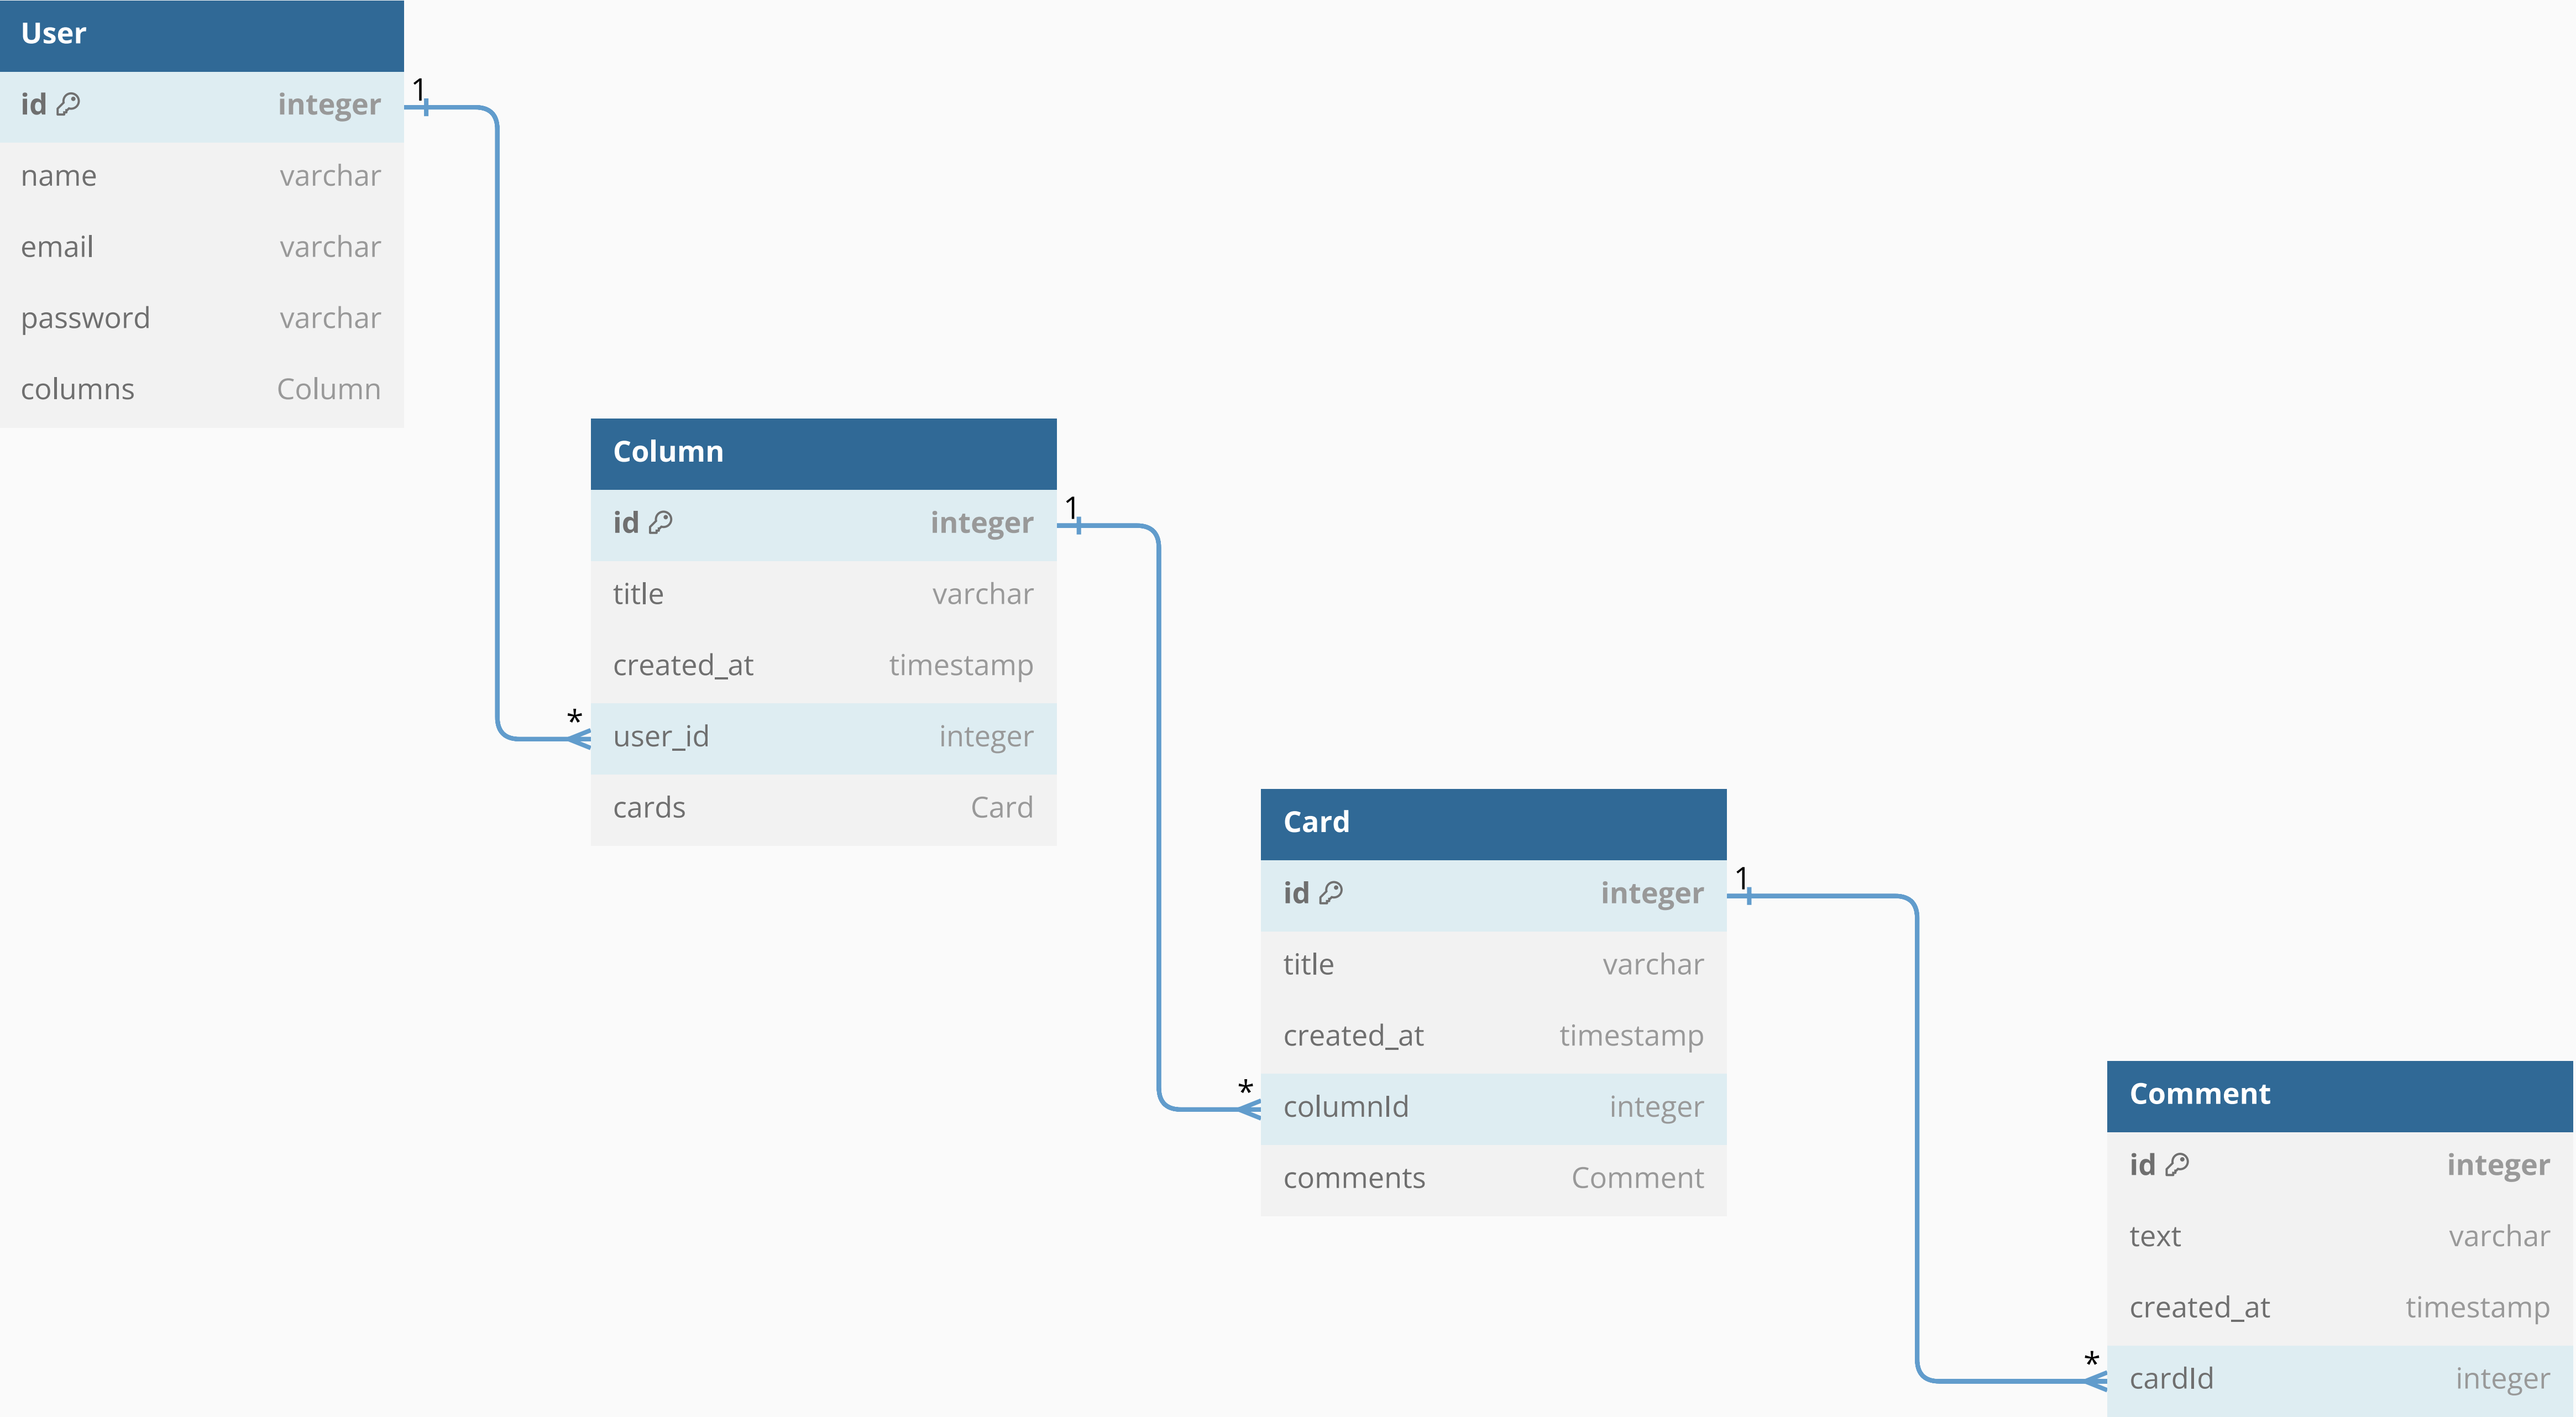 User
id integer
name varchar
email varchar
password varchar
columns Column
1
*
Column
id integer
title varchar
created_at timestamp
user_id integer
cards Card
1
*
Card
id integer
title varchar
created_at timestamp
columnId integer
comments Comment
1
*
Comment
id integer
text varchar
created_at timestamp
cardId integer